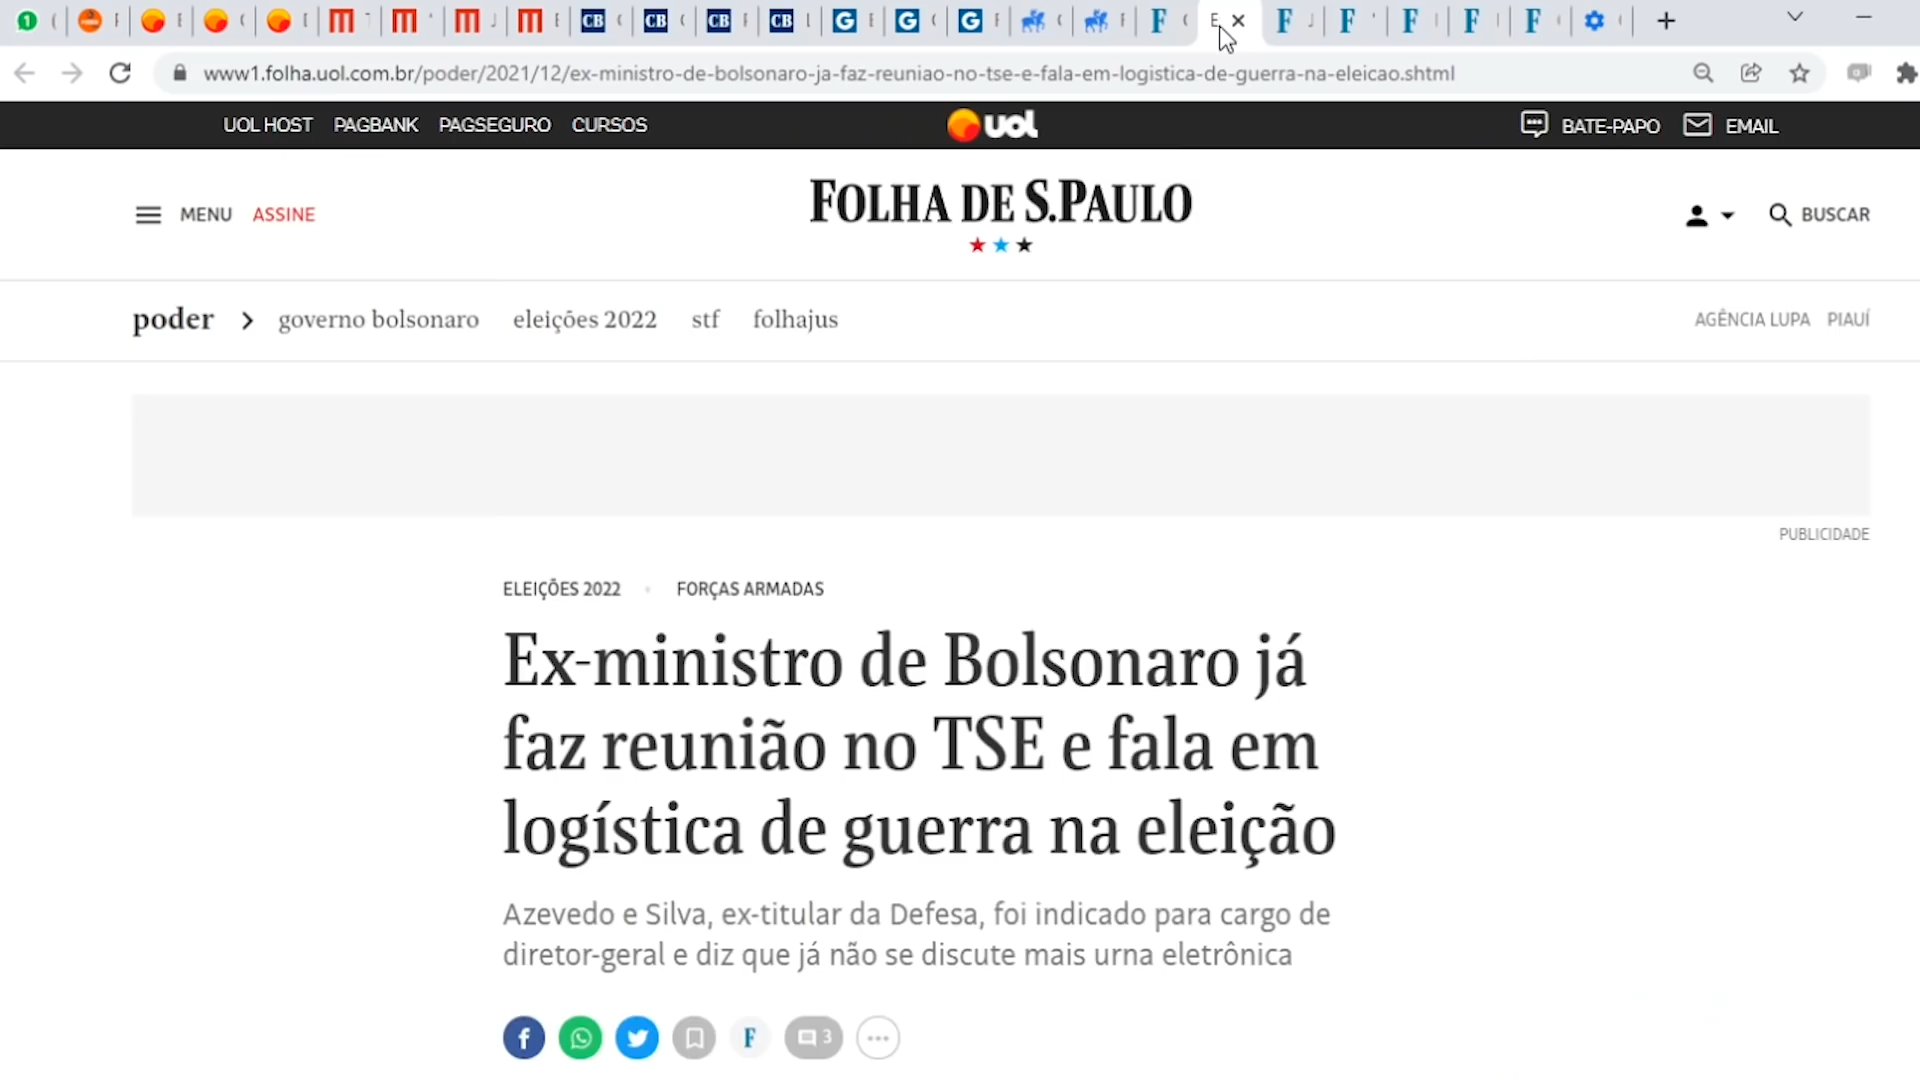 www1.folha.uol.com.br/poder/2021/12/ex-ministro-de-bolsonaro-ja-faz-reuniao-no-tse-e-fala-em-logistica-de-guerra-na-eleicao.shtml
UOL HOST PAGBANK PAGSEGURO CURSOS uol BATE-PAPO EMAIL
MENU ASSINE FOLHA DE S.PAULO BUSCAR
poder governo bolsonaro eleições 2022 stf folhajus AGÊNCIA LUPA PIAUÍ
PUBLICIDADE
ELEIÇÕES 2022 FORÇAS ARMADAS
Ex-ministro de Bolsonaro já
faz reunião no TSE e fala em
logística de guerra na eleição
Azevedo e Silva, ex-titular da Defesa, foi indicado para cargo de
diretor-geral e diz que já não se discute mais urna eletrônica
F 3